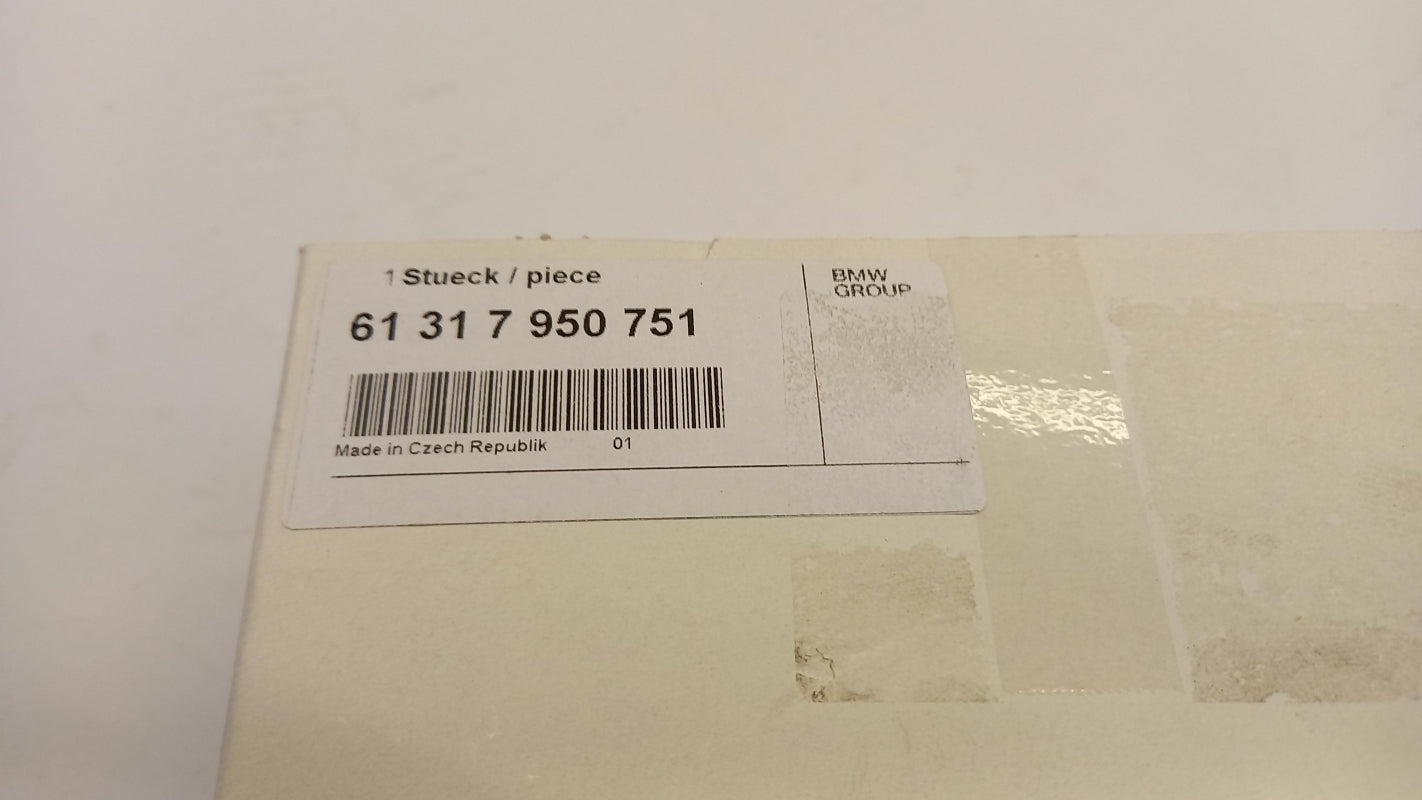 1 Stueck / piece
BMW
GROUP
61 31 7 950 751
Made in Czech Republik 01